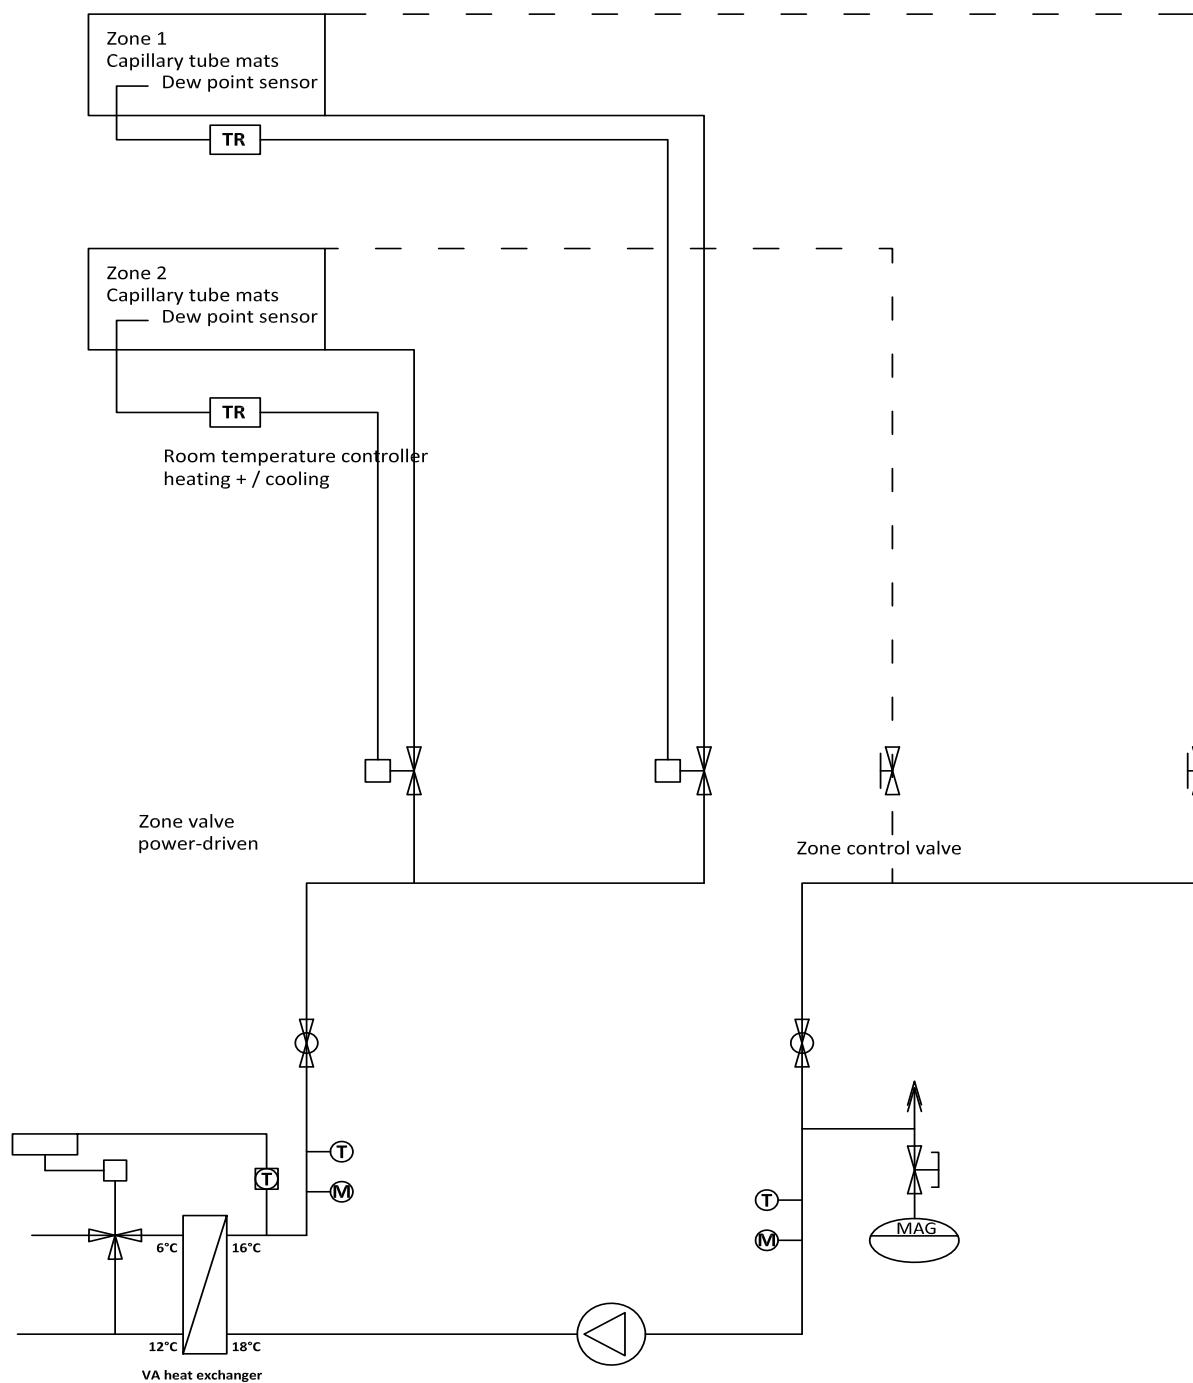 Zone 1
Capillary tube mats
Dew point sensor
TR
Zone 2
Capillary tube mats
Dew point sensor
TR
Room temperature controller
heating + / cooling
Zone valve
power-driven
Zone control valve
T
M
T
T
M
MAG
6°C
16°C
12°C
18°C
VA heat exchanger